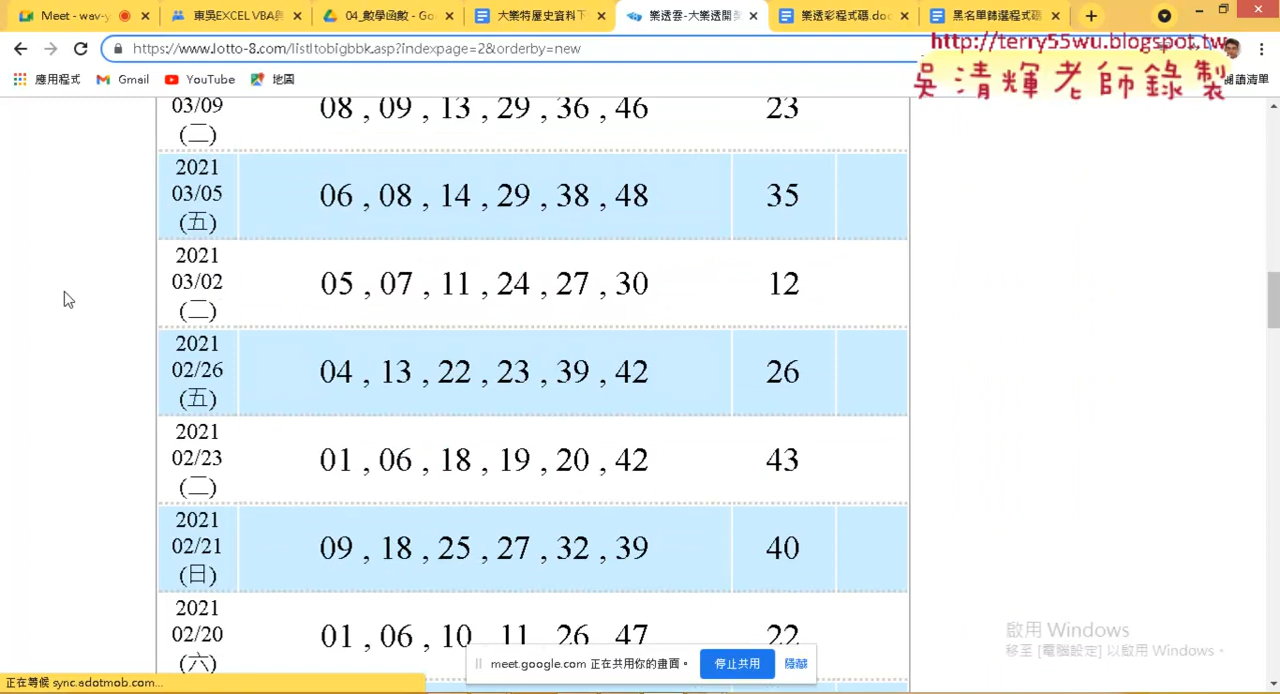 Meet - wav-y
東吳EXCEL VBA與
04_數學函數 - Go
大樂特歷史資料下
樂透雲-大樂透開獎
樂透彩程式碼.doc
黑名單篩選程式碼
https://www.lotto-8.com/listltobigbbk.asp?indexpage=2&orderby=new
http://terry55wu.blogspot.tw
吳清輝老師錄製
應用程式 Gmail YouTube 地圖
閱讀清單
03/09
(二)
08 , 09 , 13 , 29 , 36 , 46
23
2021
03/05
(五)
06 , 08 , 14 , 29 , 38 , 48
35
2021
03/02
(二)
05 , 07 , 11 , 24 , 27 , 30
12
2021
02/26
(五)
04 , 13 , 22 , 23 , 39 , 42
26
2021
02/23
(二)
01 , 06 , 18 , 19 , 20 , 42
43
2021
02/21
(日)
09 , 18 , 25 , 27 , 32 , 39
40
2021
02/20
(六)
01 , 06 , 10 , 11 , 26 , 47
22
啟用 Windows
移至 [電腦設定] 以啟用 Windows。
meet.google.com 正在共用你的畫面。
停止共用
隱藏
正在等候 sync.adotmob.com...